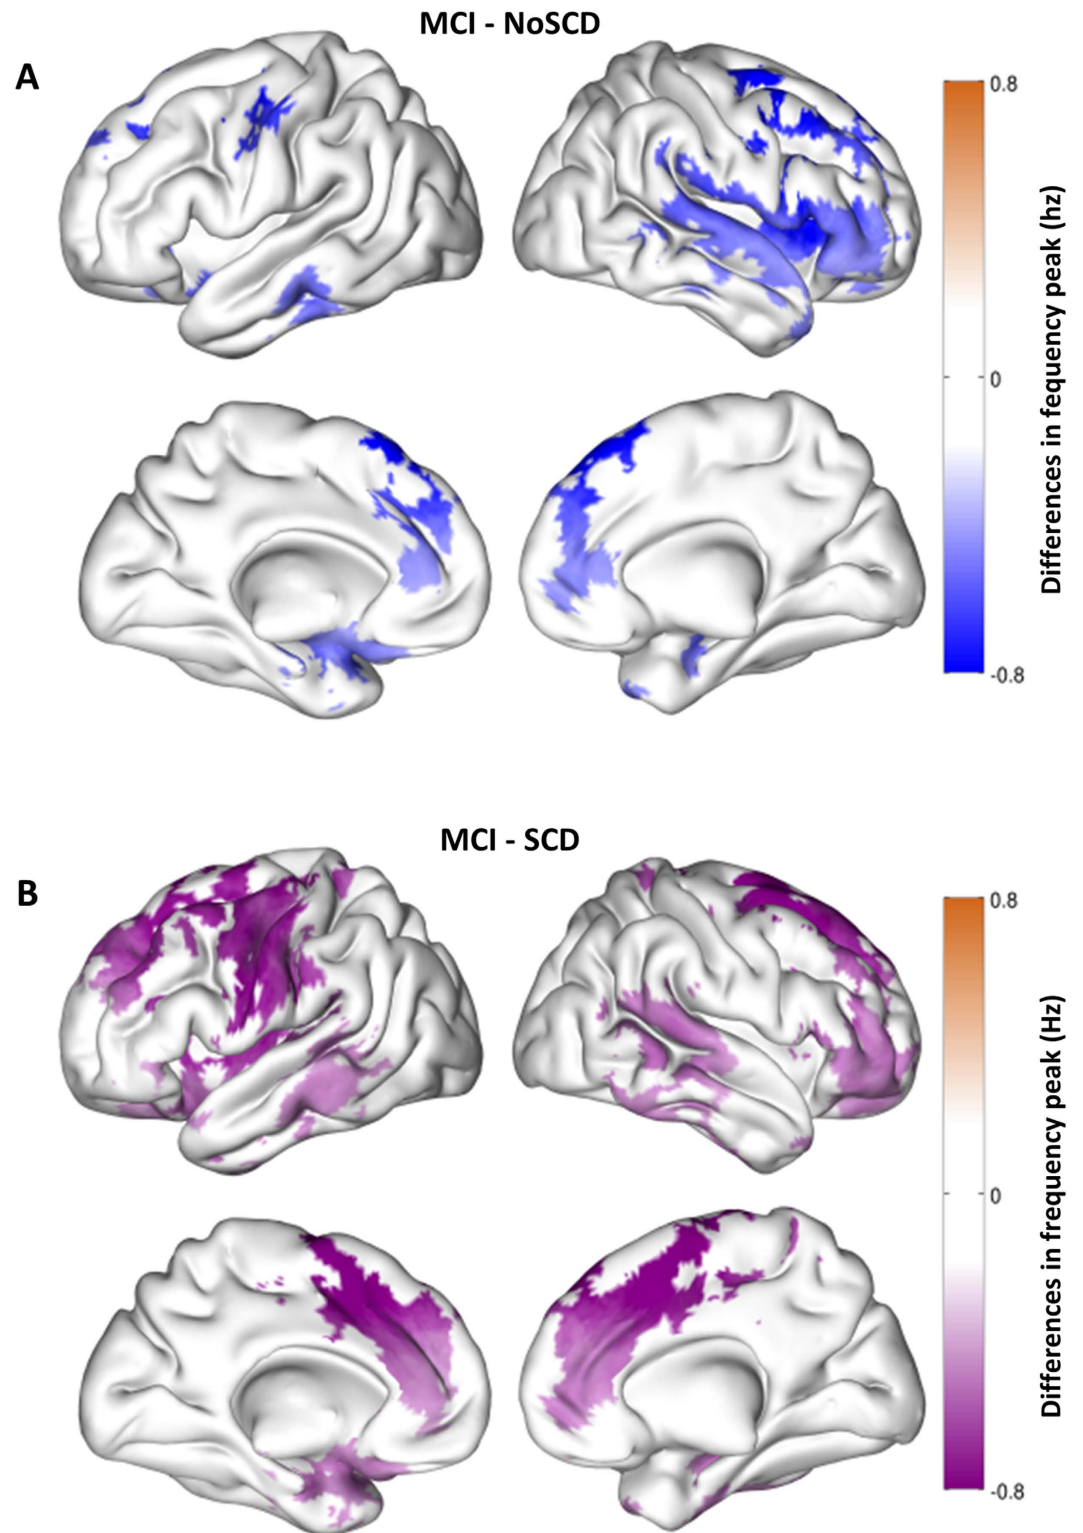 MCI - NoSCD
A
0.8
0
-0.8
Differences in fequency peak (hz)
MCI - SCD
B
0.8
0
-0.8
Differences in frequency peak (Hz)